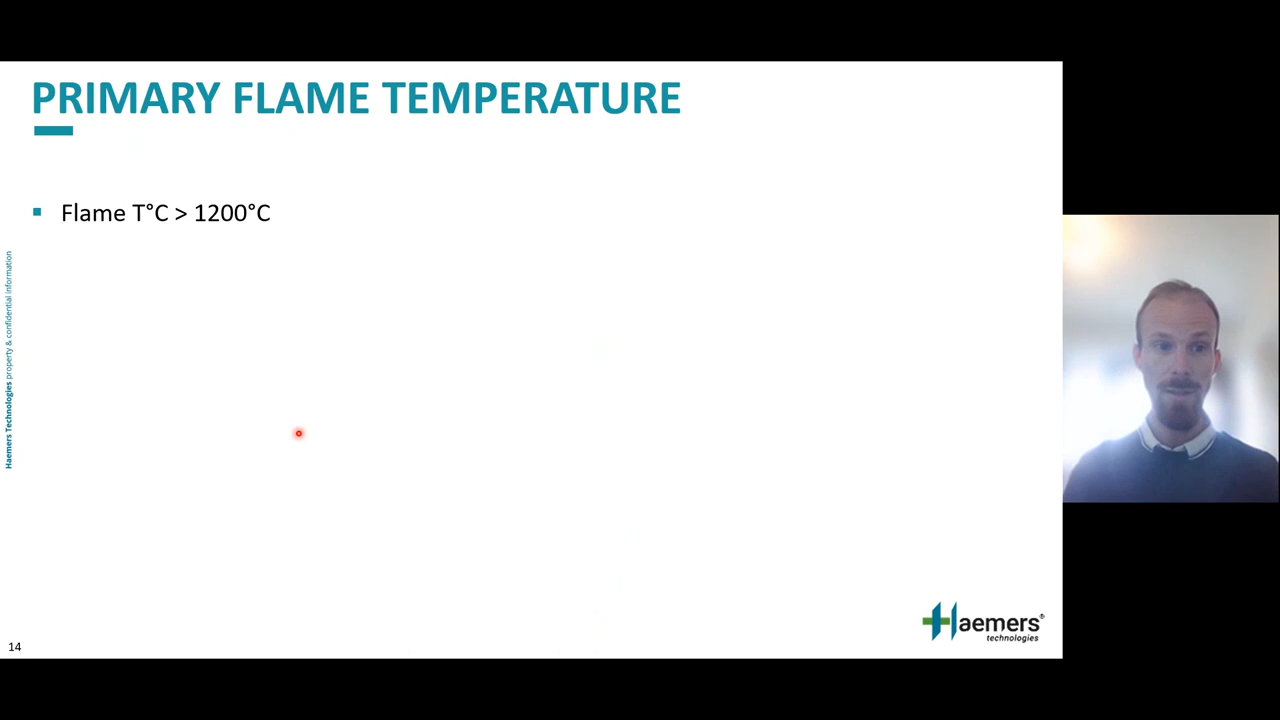 PRIMARY FLAME TEMPERATURE
Flame T°C > 1200°C
Haemers Technologies property & confidential information
Haemers®
technologies
14